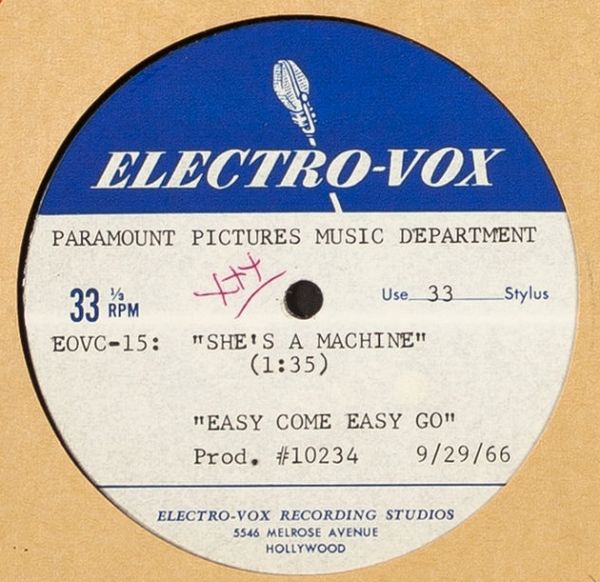 ELECTRO-VOX
PARAMOUNT PICTURES MUSIC DEPARTMENT
33 ⅓ RPM
Use 33 Stylus
EOVC-15: "SHE'S A MACHINE"
(1:35)
"EASY COME EASY GO"
Prod. #10234 9/29/66
ELECTRO-VOX RECORDING STUDIOS
5546 MELROSE AVENUE
HOLLYWOOD